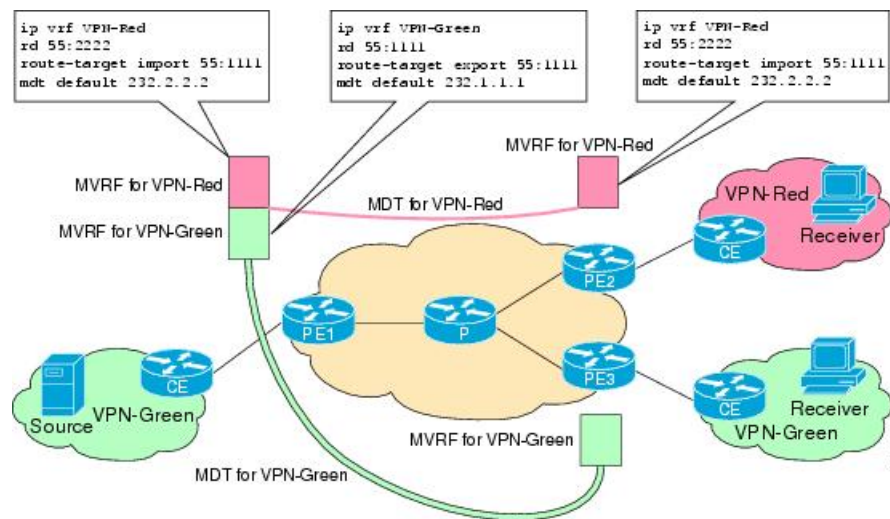 ip vrf VPN-Red
rd 55:2222
route-target import 55:1111
mdt default 232.2.2.2
ip vrf VPN-Green
rd 55:1111
route-target export 55:1111
mdt default 232.1.1.1
ip vrf VPN-Red
rd 55:2222
route-target import 55:1111
mdt default 232.2.2.2
MVRF for VPN-Red
MVRF for VPN-Red
MDT for VPN-Red
MVRF for VPN-Green
VPN-Red
Receiver
CE
PE2
PE1
P
CE
Source
VPN-Green
PE3
CE
Receiver
VPN-Green
MVRF for VPN-Green
MDT for VPN-Green